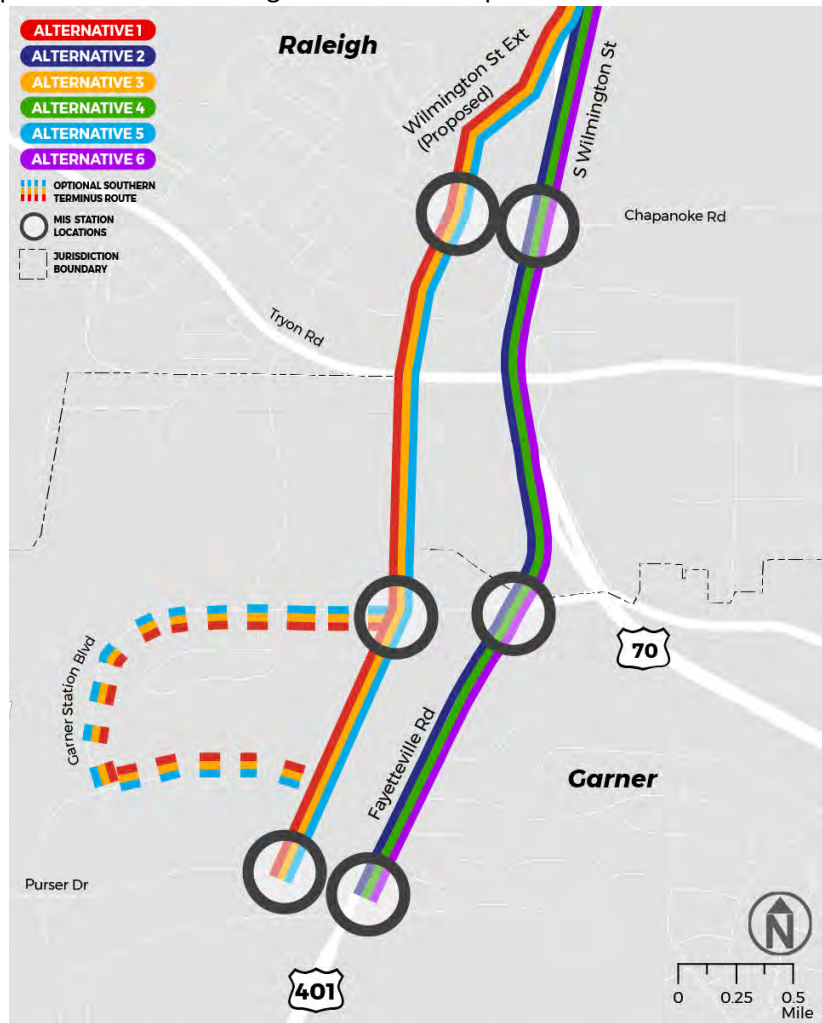 ALTERNATIVE 1
ALTERNATIVE 2
ALTERNATIVE 3
ALTERNATIVE 4
ALTERNATIVE 5
ALTERNATIVE 6
OPTIONAL SOUTHERN
TERMINUS ROUTE
MIS STATION
LOCATIONS
JURISDICTION
BOUNDARY
Raleigh
Wilmington St Ext
(Proposed)
S Wilmington St
Chapanoke Rd
Tryon Rd
70
Garner Station Blvd
Fayetteville Rd
Garner
Purser Dr
401
N
0 0.25 0.5
Mile